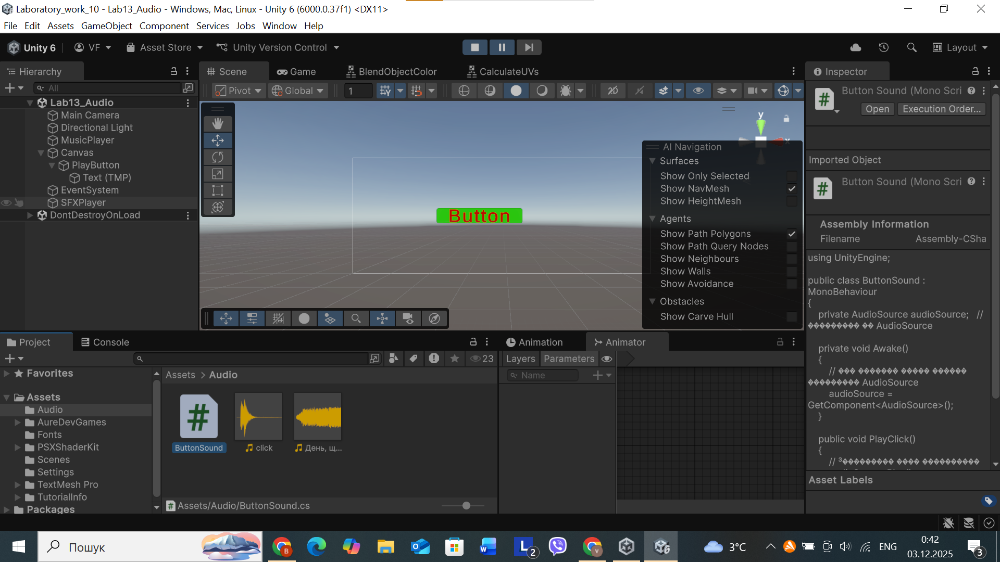 Laboratory_work_10 - Lab13_Audio - Windows, Mac, Linux - Unity 6 (6000.0.37f1) <DX11>
File Edit Assets GameObject Component Services Jobs Window Help
Unity 6 VF Asset Store Unity Version Control Layout
Hierarchy
All
Lab13_Audio
Main Camera
Directional Light
MusicPlayer
Canvas
PlayButton
Text (TMP)
EventSystem
SFXPlayer
DontDestroyOnLoad
Scene Game BlendObjectColor CalculateUVs
Pivot Global 1 2D
y
x
Button
AI Navigation
Surfaces
Show Only Selected
Show NavMesh
Show HeightMesh
Agents
Show Path Polygons
Show Path Query Nodes
Show Neighbours
Show Walls
Show Avoidance
Obstacles
Show Carve Hull
Inspector
Button Sound (Mono Scri
Open Execution Order...
Imported Object
Button Sound (Mono Scri
Assembly Information
Filename Assembly-CSha
using UnityEngine;
public class ButtonSound :
MonoBehaviour
{
private AudioSource audioSource; //
��������� �� AudioSource
private void Awake()
{
// ��� ������� ����� ������
��������� AudioSource
audioSource =
GetComponent<AudioSource>();
}
public void PlayClick()
{
// ³��������� ���� ����������
Asset Labels
Project Console
23
Favorites
Assets
Audio
AureDevGames
Fonts
PSXShaderKit
Scenes
Settings
TextMesh Pro
TutorialInfo
Packages
Assets > Audio
ButtonSound
click
День, щ...
Assets/Audio/ButtonSound.cs
Animation Animator
Layers Parameters
Name
Пошук
B
W
L 2
v
6
3°C
ENG
0:42
03.12.2025
3